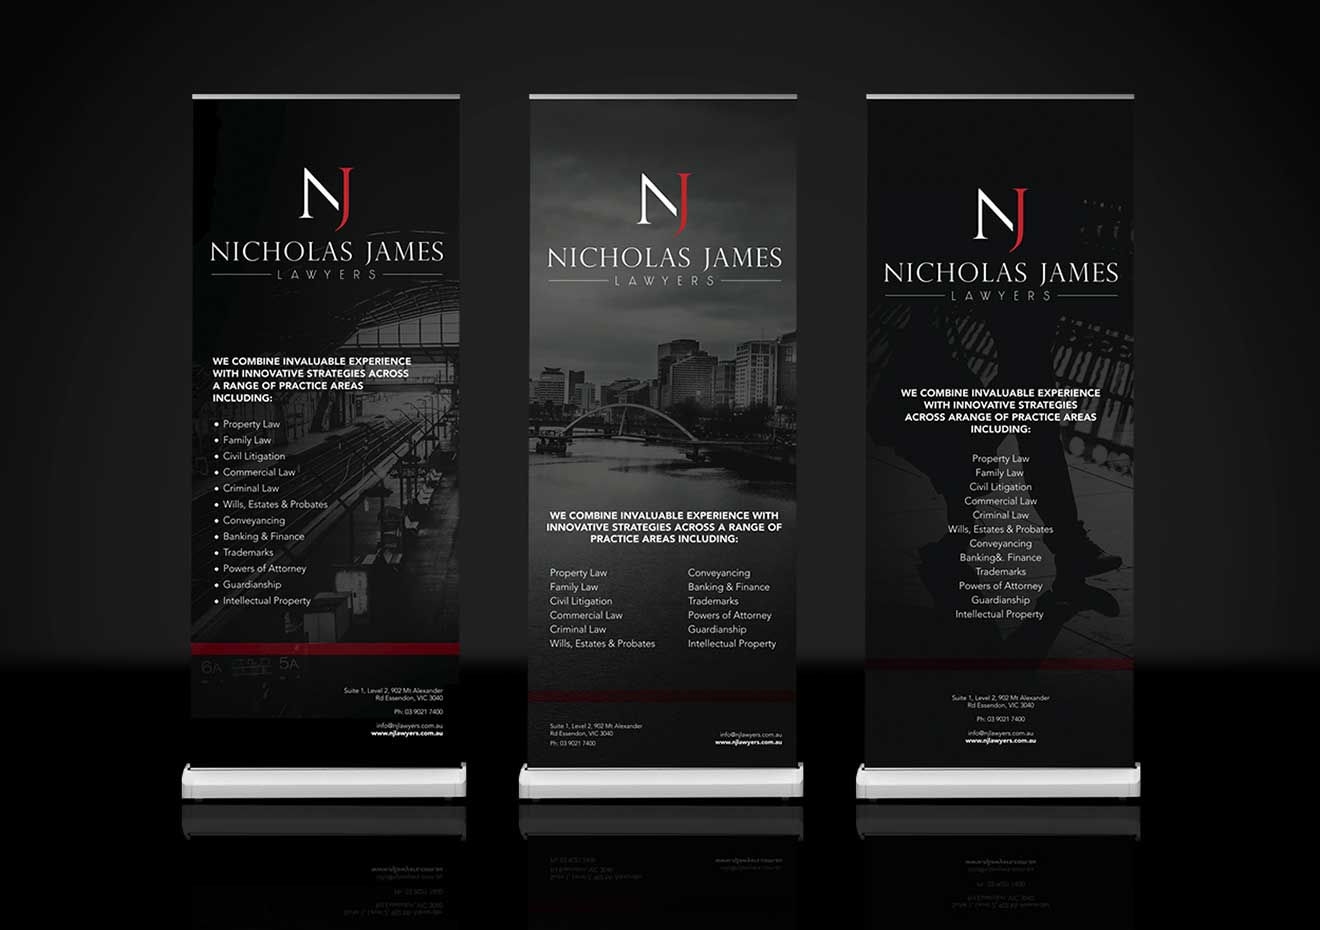 NJ
NICHOLAS JAMES
LAWYERS
WE COMBINE INVALUABLE EXPERIENCE
WITH INNOVATIVE STRATEGIES ACROSS
A RANGE OF PRACTICE AREAS
INCLUDING:
• Property Law
• Family Law
• Civil Litigation
• Commercial Law
• Criminal Law
• Wills, Estates & Probates
• Conveyancing
• Banking & Finance
• Trademarks
• Powers of Attorney
• Guardianship
• Intellectual Property
6A
5A
Suite 1, Level 2, 902 Mt Alexander
Rd Essendon, VIC 3040
Ph: 03 9021 7400
info@njlawyers.com.au
www.njlawyers.com.au
NJ
NICHOLAS JAMES
LAWYERS
WE COMBINE INVALUABLE EXPERIENCE WITH
INNOVATIVE STRATEGIES ACROSS A RANGE OF
PRACTICE AREAS INCLUDING:
Property Law
Family Law
Civil Litigation
Commercial Law
Criminal Law
Wills, Estates & Probates
Conveyancing
Banking & Finance
Trademarks
Powers of Attorney
Guardianship
Intellectual Property
Suite 1, Level 2, 902 Mt Alexander
Rd Essendon, VIC 3040
Ph: 03 9021 7400
info@njlawyers.com.au
www.njlawyers.com.au
NJ
NICHOLAS JAMES
LAWYERS
WE COMBINE INVALUABLE EXPERIENCE
WITH INNOVATIVE STRATEGIES
ACROSS ARANGE OF PRACTICE AREAS
INCLUDING:
Property Law
Family Law
Civil Litigation
Commercial Law
Criminal Law
Wills, Estates & Probates
Conveyancing
Banking&. Finance
Trademarks
Powers of Attorney
Guardianship
Intellectual Property
Suite 1, Level 2, 902 Mt Alexander
Rd Essendon, VIC 3040
Ph: 03 9021 7400
info@njlawyers.com.au
www.njlawyers.com.au